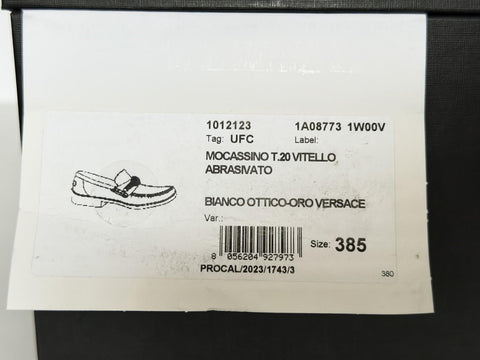 1012123 1A08773 1W00V
Tag: UFC Label:
MOCASSINO T.20 VITELLO
ABRASIVATO
BIANCO OTTICO-ORO VERSACE
Var.:
Size: 385
8 056204 927973
PROCAL/2023/1743/3
380